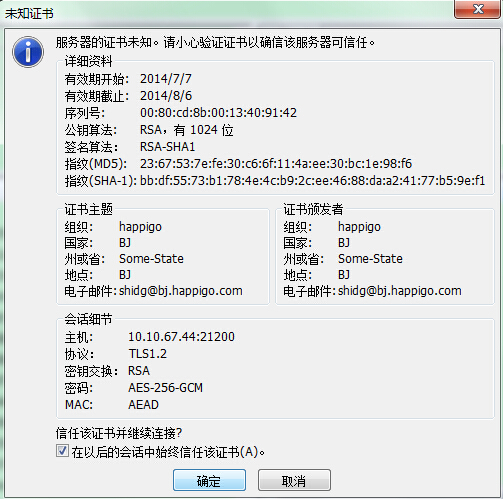 未知证书
服务器的证书未知。请小心验证证书以确信该服务器可信任。
详细资料
有效期开始: 2014/7/7
有效期截止: 2014/8/6
序列号: 00:80:cd:8b:00:13:40:91:42
公钥算法: RSA，有 1024 位
签名算法: RSA-SHA1
指纹(MD5): 23:67:53:7e:fe:30:c6:6f:11:4a:ee:30:bc:1e:98:f6
指纹(SHA-1): bb:df:55:73:b1:78:4e:4c:b9:2c:ee:46:88:da:a2:41:77:b5:9e:f1
证书主题
组织: happigo
国家: BJ
州或省: Some-State
地点: BJ
电子邮件: shidg@bj.happigo.com
证书颁发者
组织: happigo
国家: BJ
州或省: Some-State
地点: BJ
电子邮件: shidg@bj.happigo.com
会话细节
主机: 10.10.67.44:21200
协议: TLS1.2
密钥交换: RSA
密码: AES-256-GCM
MAC: AEAD
信任该证书并继续连接?
在以后的会话中始终信任该证书(A)。
确定
取消